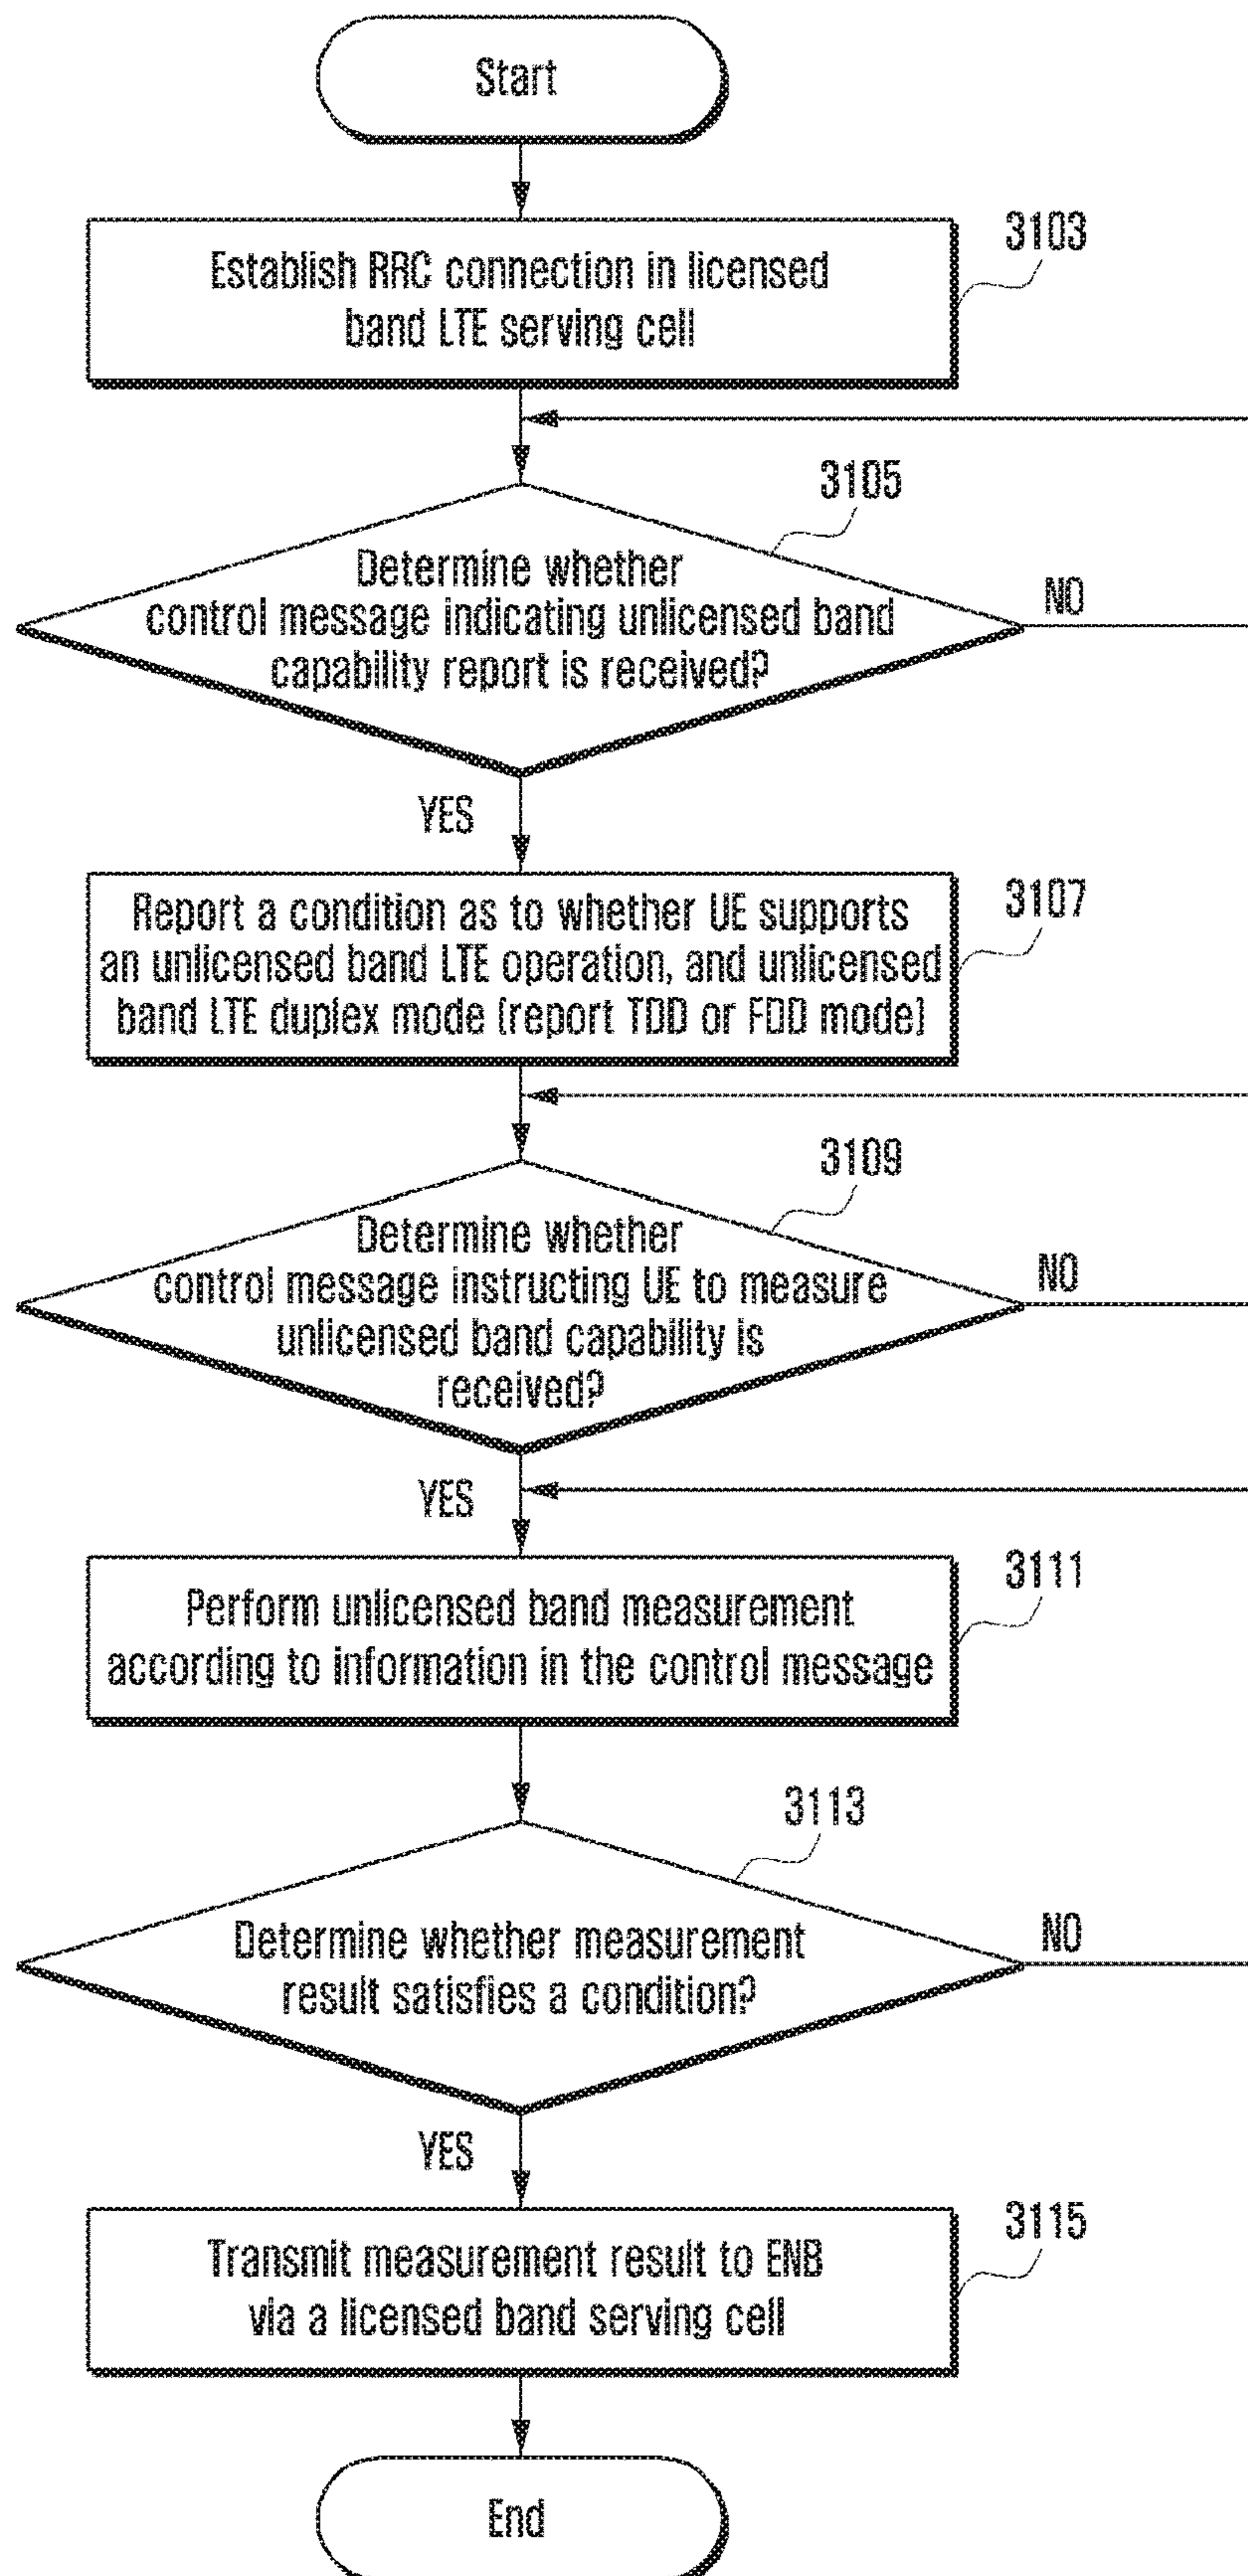 Start
3103
Establish RRC connection in licensed
band LTE serving cell
3105
Determine whether
control message indicating unlicensed band
capability report is received?
NO
YES
3107
Report a condition as to whether UE supports
an unlicensed band LTE operation, and unlicensed
band LTE duplex mode (report TDD or FDD mode)
3109
Determine whether
control message instructing UE to measure
unlicensed band capability is
received?
NO
YES
3111
Perform unlicensed band measurement
according to information in the control message
3113
Determine whether measurement
result satisfies a condition?
NO
YES
3115
Transmit measurement result to ENB
via a licensed band serving cell
End